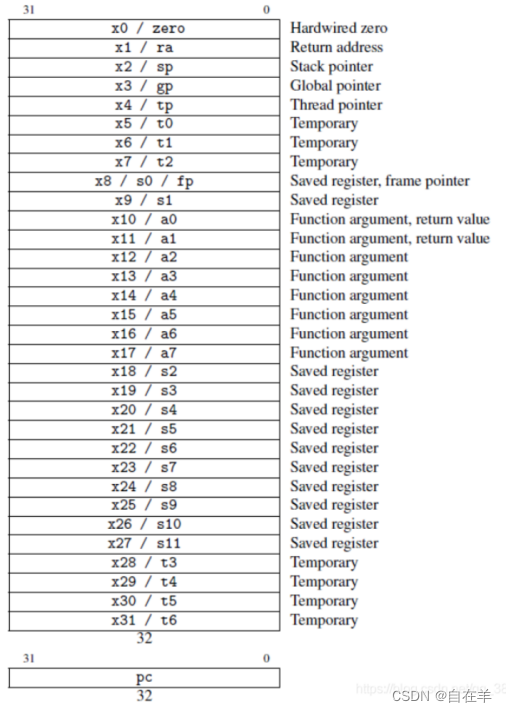 31 0
x0 / zero Hardwired zero
x1 / ra Return address
x2 / sp Stack pointer
x3 / gp Global pointer
x4 / tp Thread pointer
x5 / t0 Temporary
x6 / t1 Temporary
x7 / t2 Temporary
x8 / s0 / fp Saved register, frame pointer
x9 / s1 Saved register
x10 / a0 Function argument, return value
x11 / a1 Function argument, return value
x12 / a2 Function argument
x13 / a3 Function argument
x14 / a4 Function argument
x15 / a5 Function argument
x16 / a6 Function argument
x17 / a7 Function argument
x18 / s2 Saved register
x19 / s3 Saved register
x20 / s4 Saved register
x21 / s5 Saved register
x22 / s6 Saved register
x23 / s7 Saved register
x24 / s8 Saved register
x25 / s9 Saved register
x26 / s10 Saved register
x27 / s11 Saved register
x28 / t3 Temporary
x29 / t4 Temporary
x30 / t5 Temporary
x31 / t6 Temporary
32
31 0
pc
32
CSDN @自在羊